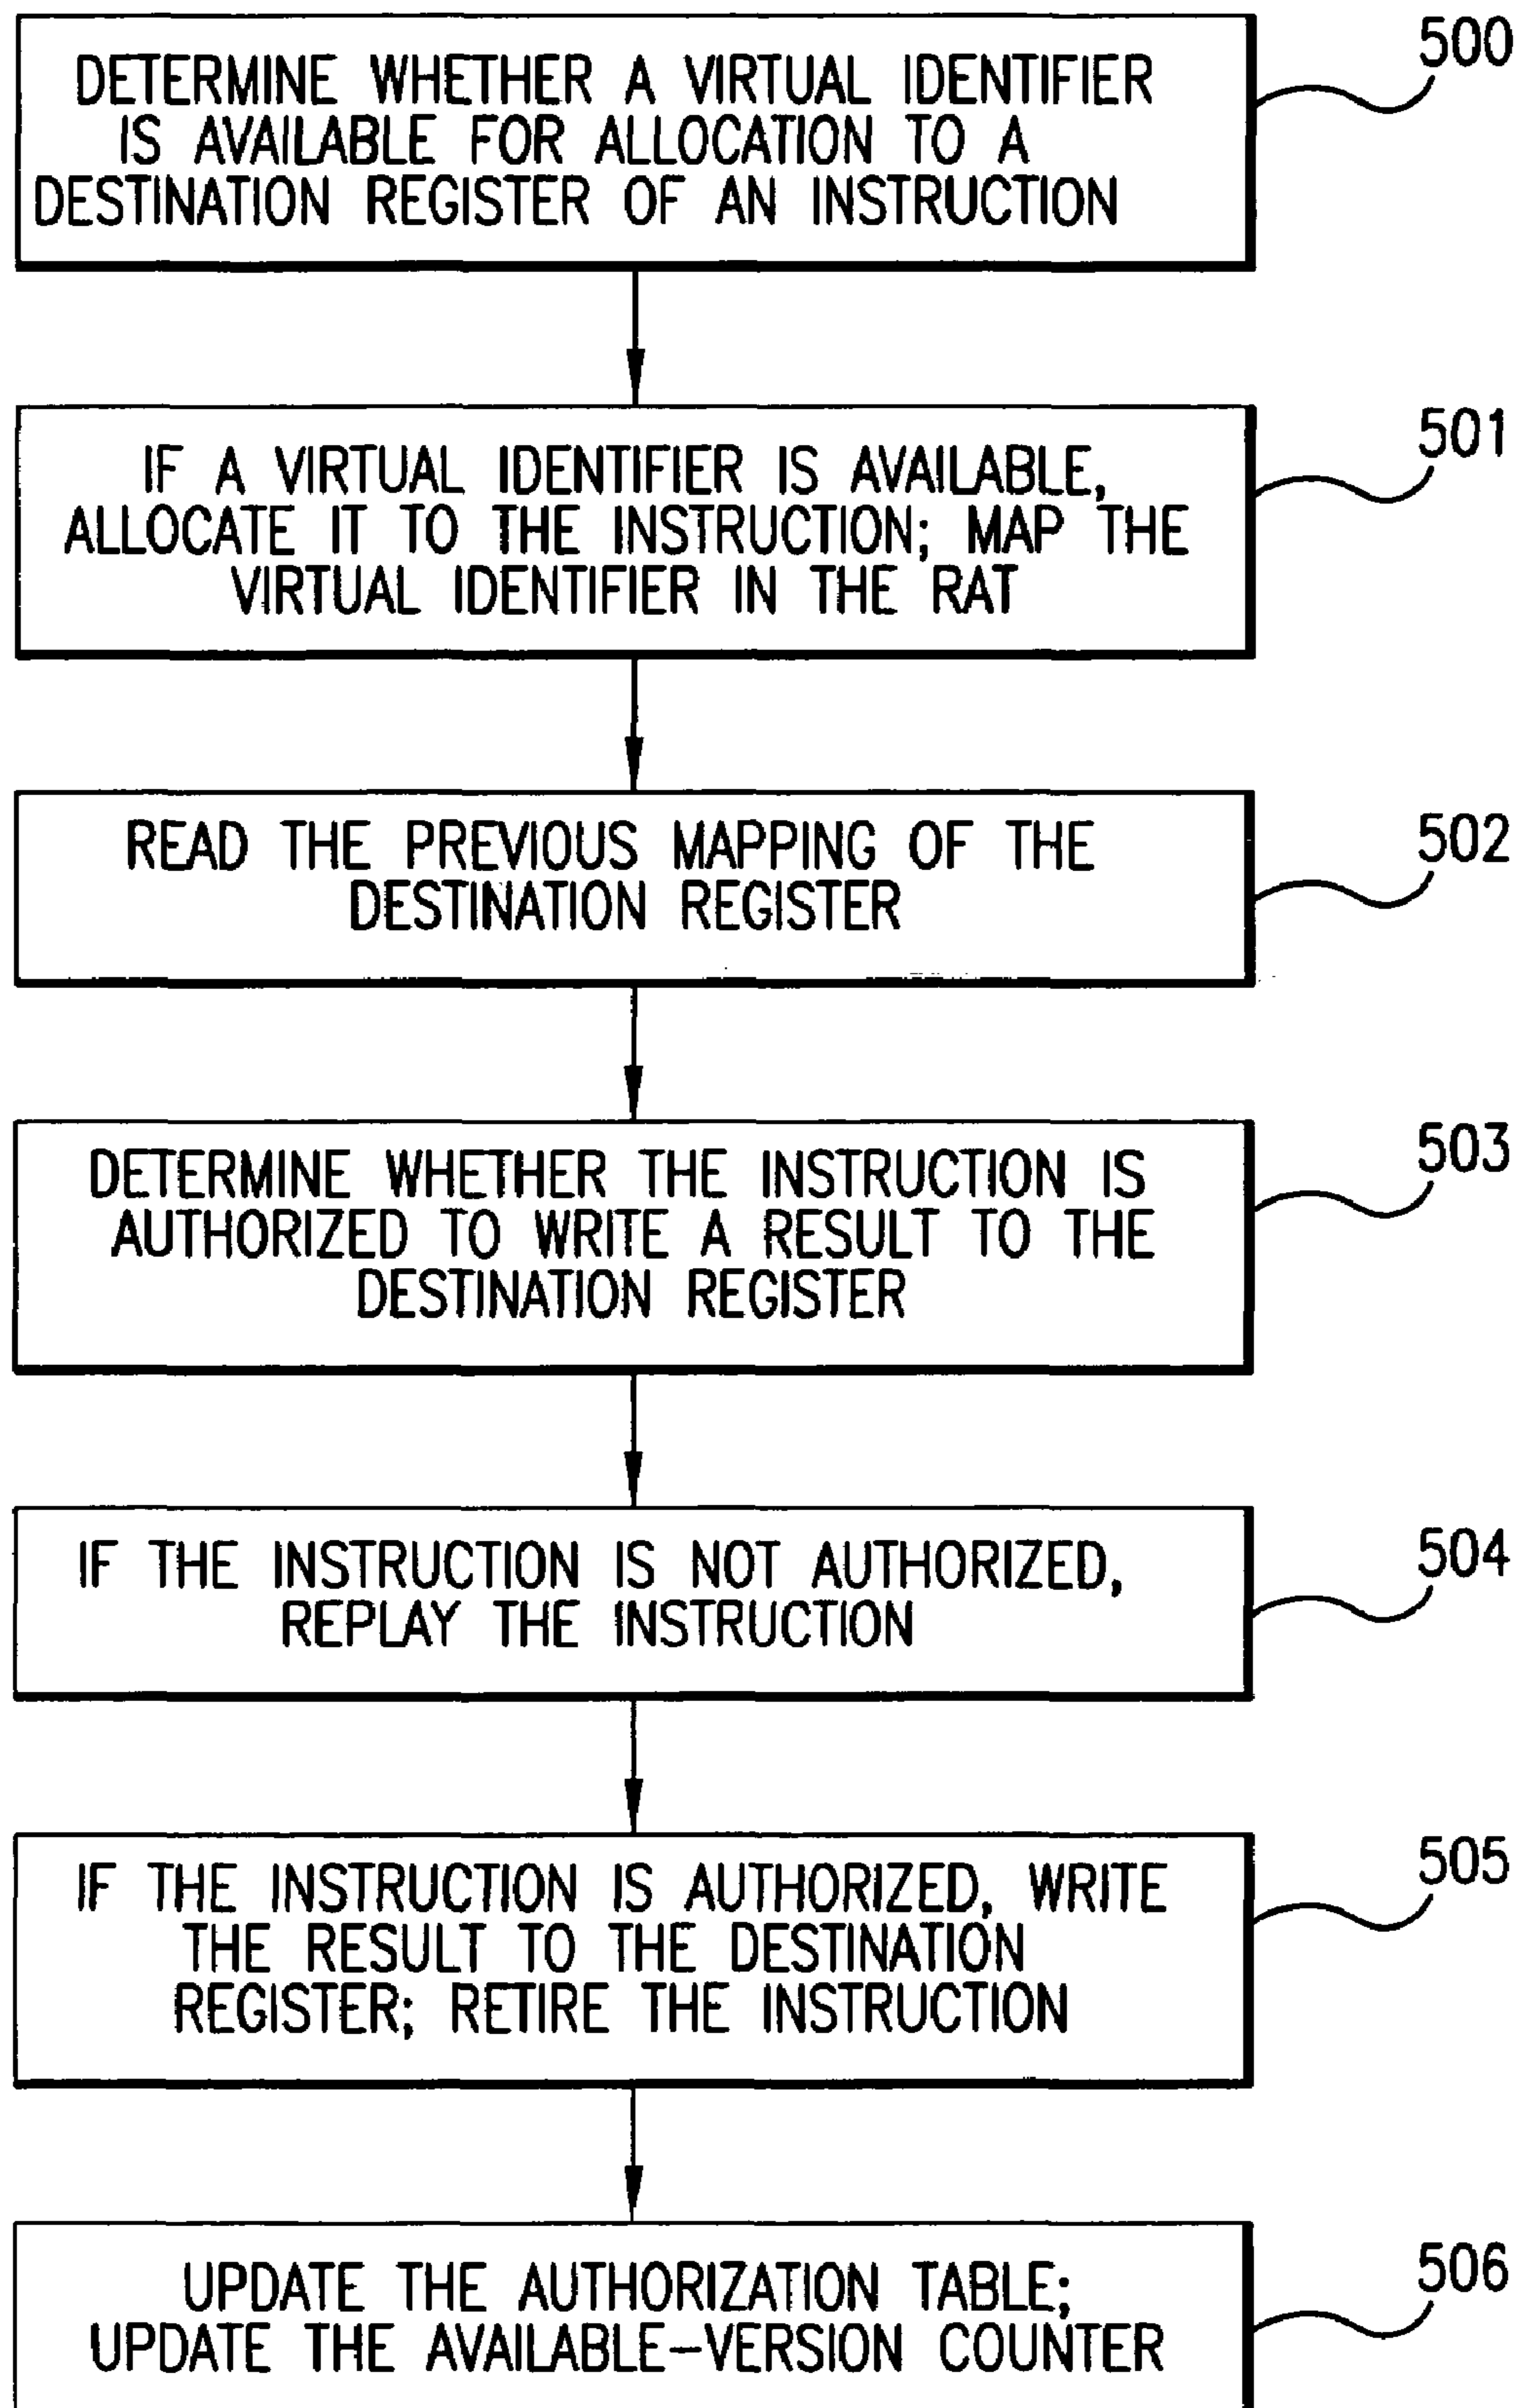 500
DETERMINE WHETHER A VIRTUAL IDENTIFIER
IS AVAILABLE FOR ALLOCATION TO A
DESTINATION REGISTER OF AN INSTRUCTION
501
IF A VIRTUAL IDENTIFIER IS AVAILABLE,
ALLOCATE IT TO THE INSTRUCTION; MAP THE
VIRTUAL IDENTIFIER IN THE RAT
502
READ THE PREVIOUS MAPPING OF THE
DESTINATION REGISTER
503
DETERMINE WHETHER THE INSTRUCTION IS
AUTHORIZED TO WRITE A RESULT TO THE
DESTINATION REGISTER
504
IF THE INSTRUCTION IS NOT AUTHORIZED,
REPLAY THE INSTRUCTION
505
IF THE INSTRUCTION IS AUTHORIZED, WRITE
THE RESULT TO THE DESTINATION
REGISTER; RETIRE THE INSTRUCTION
506
UPDATE THE AUTHORIZATION TABLE;
UPDATE THE AVAILABLE-VERSION COUNTER